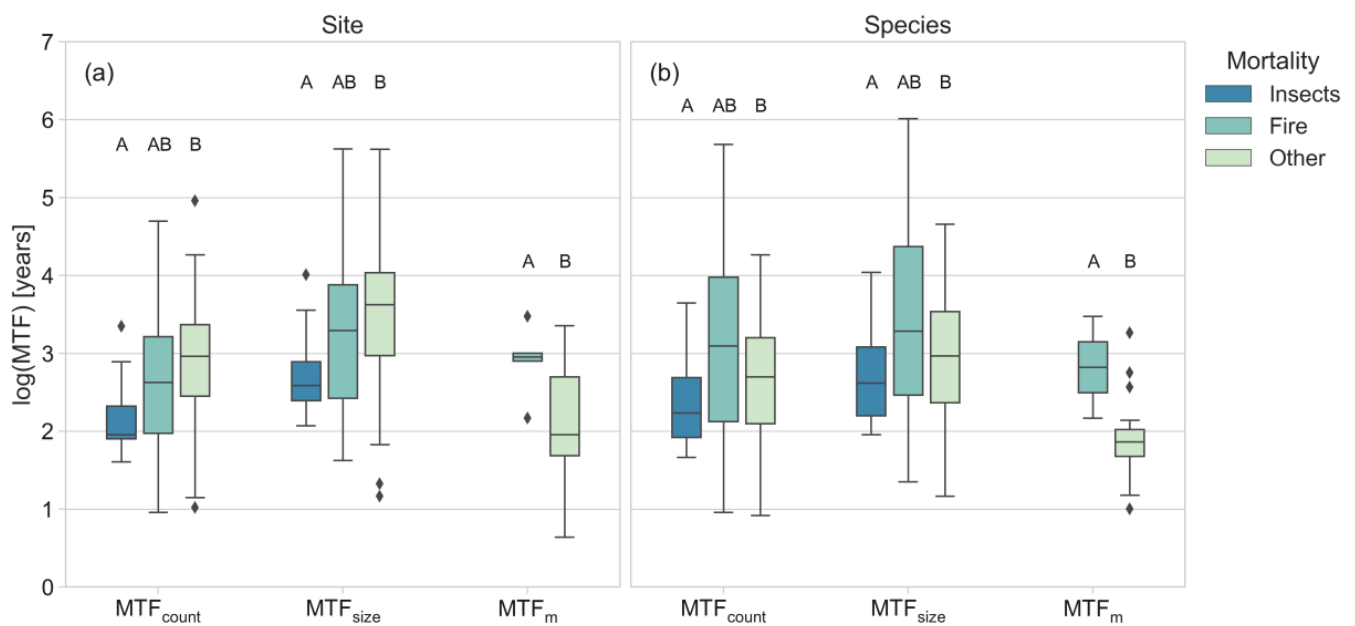 Site
Species
Mortality
Insects
Fire
Other
(a)
(b)
A AB B
A AB B
A B
A AB B
A AB B
A B
log(MTF) [years]
7
6
5
4
3
2
1
0
MTFcount MTFsize MTFm
MTFcount MTFsize MTFm